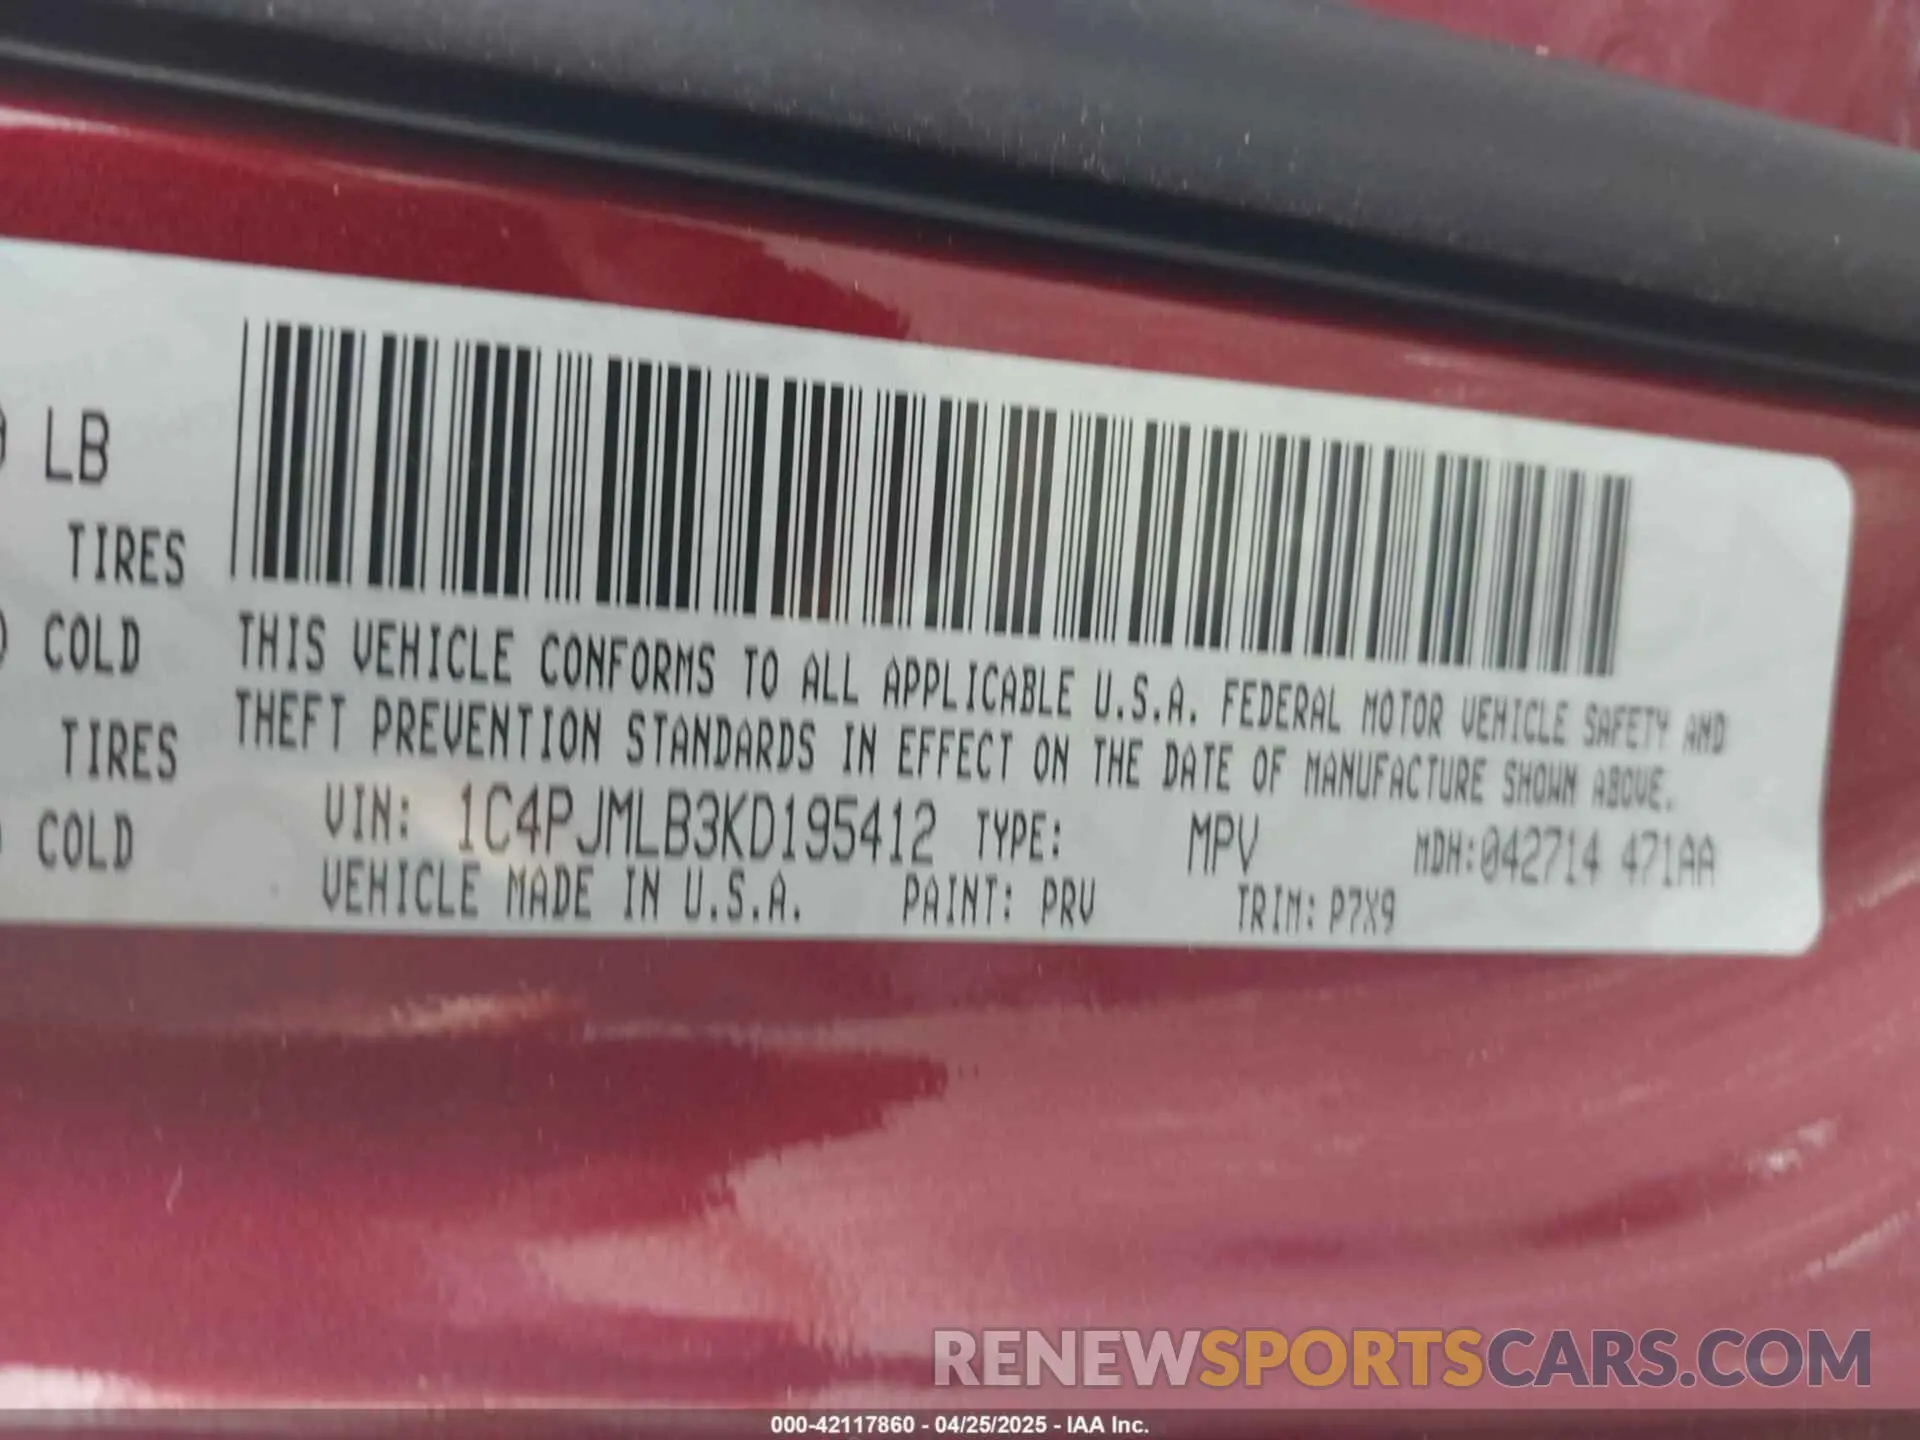 LB
TIRES
COLD
TIRES
COLD
THIS VEHICLE CONFORMS TO ALL APPLICABLE U.S.A. FEDERAL MOTOR VEHICLE SAFETY AND
THEFT PREVENTION STANDARDS IN EFFECT ON THE DATE OF MANUFACTURE SHOWN ABOVE.
VIN: 1C4PJMLB3KD195412 TYPE: MPV MDH:042714 471AA
VEHICLE MADE IN U.S.A. PAINT: PRV TRIM: P7X9
RENEWSPORTSCARS.COM
000-42117860 - 04/25/2025 - IAA Inc.